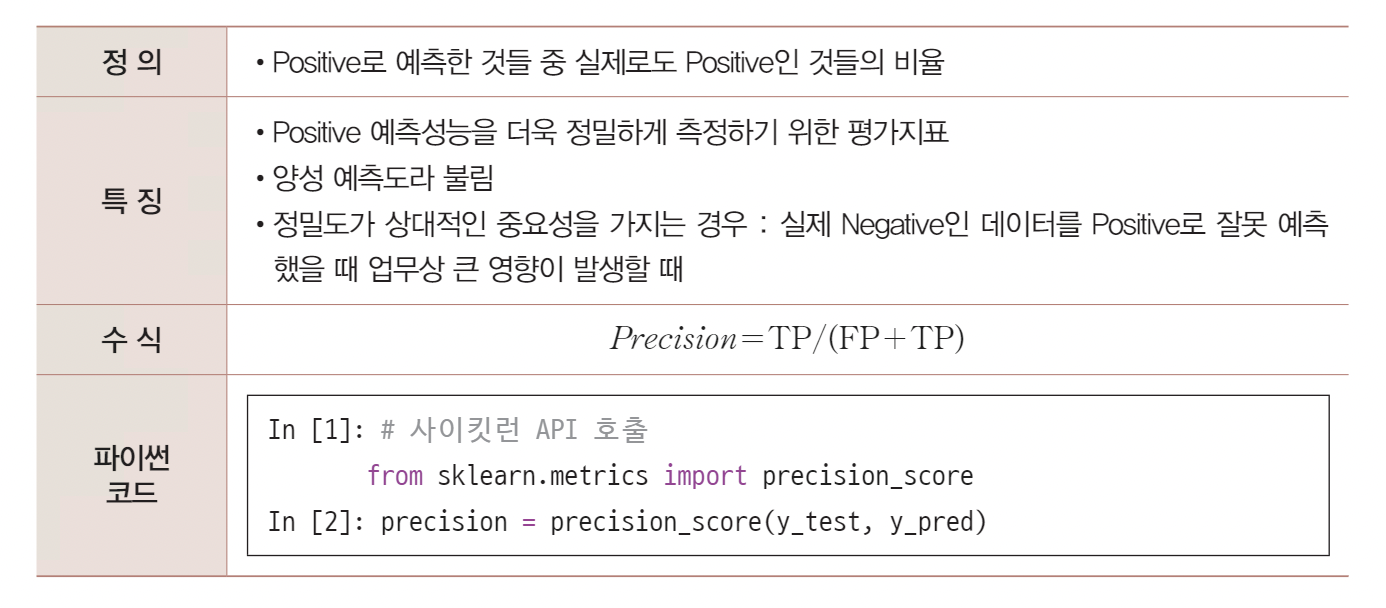 정 의
• Positive로 예측한 것들 중 실제로도 Positive인 것들의 비율
특 징
• Positive 예측성능을 더욱 정밀하게 측정하기 위한 평가지표
• 양성 예측도라 불림
• 정밀도가 상대적인 중요성을 가지는 경우 : 실제 Negative인 데이터를 Positive로 잘못 예측
했을 때 업무상 큰 영향이 발생할 때
수 식
Precision=TP/(FP+TP)
파이썬
코드
In [1]: # 사이킷런 API 호출
from sklearn.metrics import precision_score
In [2]: precision = precision_score(y_test, y_pred)